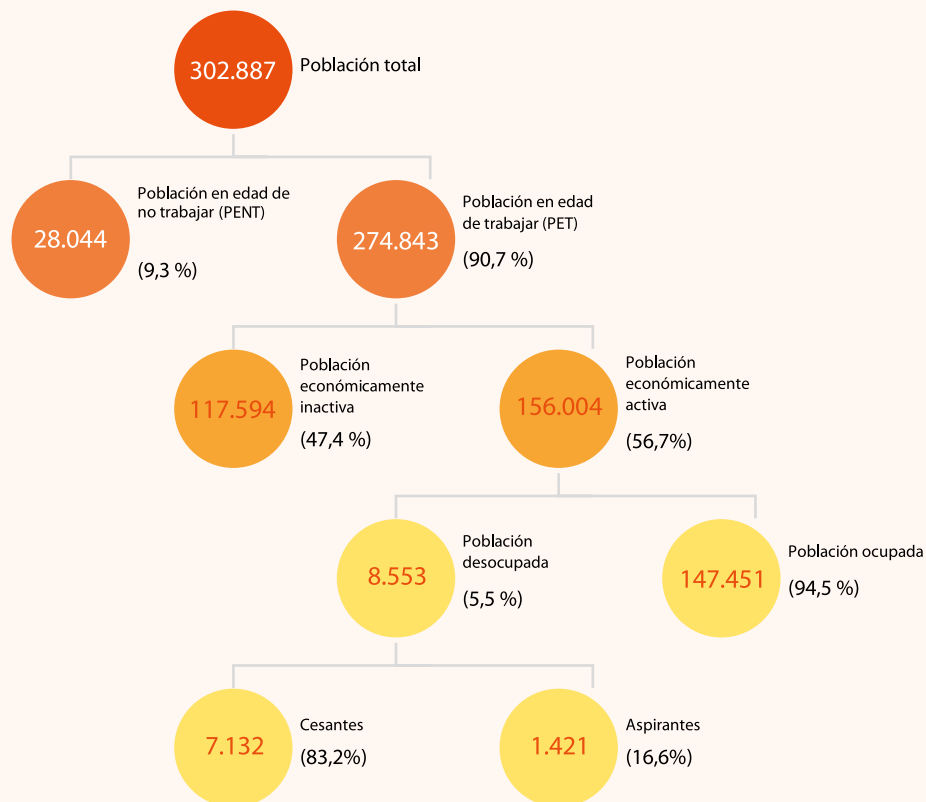 302.887
Población total
28.044
Población en edad de
no trabajar (PENT)
(9,3 %)
274.843
Población en edad
de trabajar (PET)
(90,7 %)
117.594
Población
económicamente
inactiva
(47,4 %)
156.004
Población
económicamente
activa
(56,7%)
8.553
Población
desocupada
(5,5 %)
147.451
Población ocupada
(94,5 %)
7.132
Cesantes
(83,2%)
1.421
Aspirantes
(16,6%)